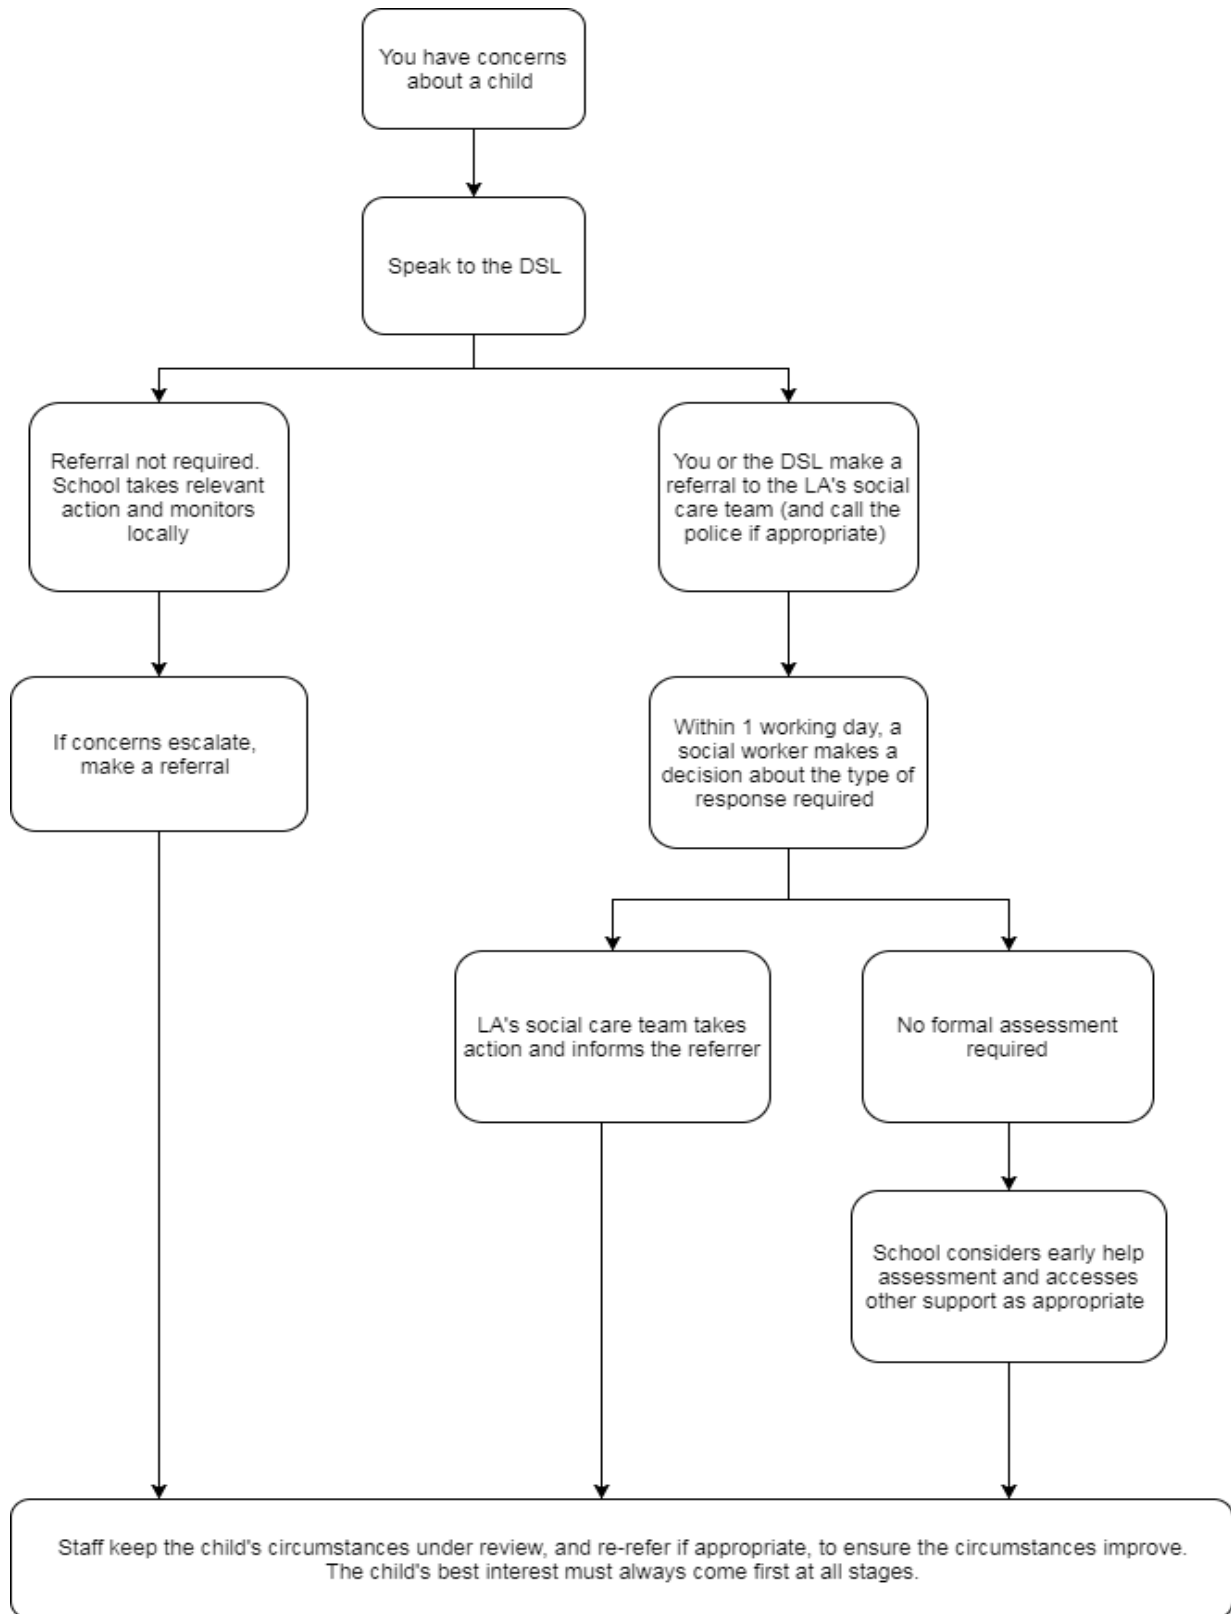 You have concerns
about a child
Speak to the DSL
Referral not required.
School takes relevant
action and monitors
locally
You or the DSL make a
referral to the LA's social
care team (and call the
police if appropriate)
If concerns escalate,
make a referral
Within 1 working day, a
social worker makes a
decision about the type of
response required
LA's social care team takes
action and informs the referrer
No formal assessment
required
School considers early help
assessment and accesses
other support as appropriate
Staff keep the child's circumstances under review, and re-refer if appropriate, to ensure the circumstances improve.
The child's best interest must always come first at all stages.